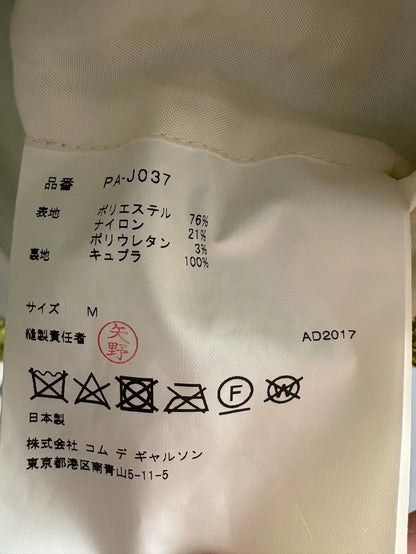 品番 PA-J037
表地 ポリエステル 76%
ナイロン 21%
ポリウレタン 3%
裏地 キュプラ 100%
サイズ M
縫製責任者 矢野 AD2017
F W
日本製
株式会社 コム デ ギャルソン
東京都港区南青山5-11-5